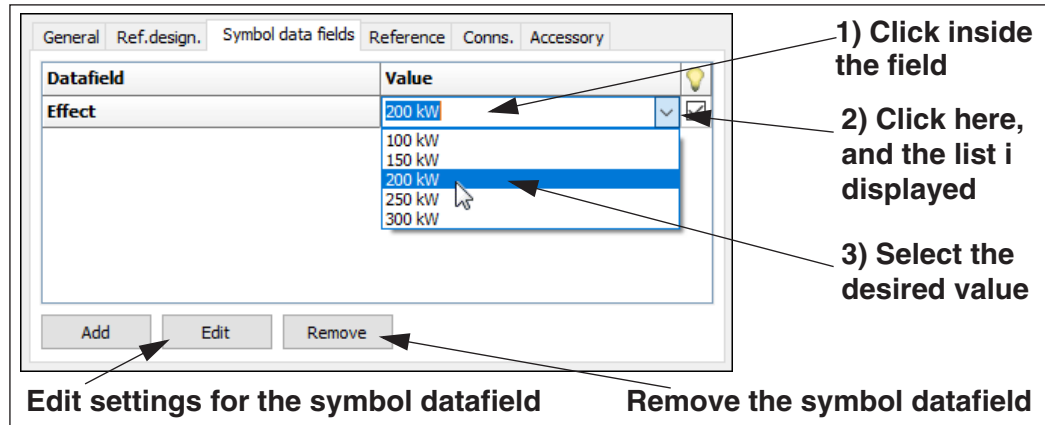 General Ref.design. Symbol data fields Reference Conns. Accessory
1) Click inside
the field
Datafield Value
Effect 200 kW
2) Click here,
and the list i
displayed
100 kW
150 kW
200 kW
250 kW
300 kW
3) Select the
desired value
Add Edit Remove
Edit settings for the symbol datafield Remove the symbol datafield